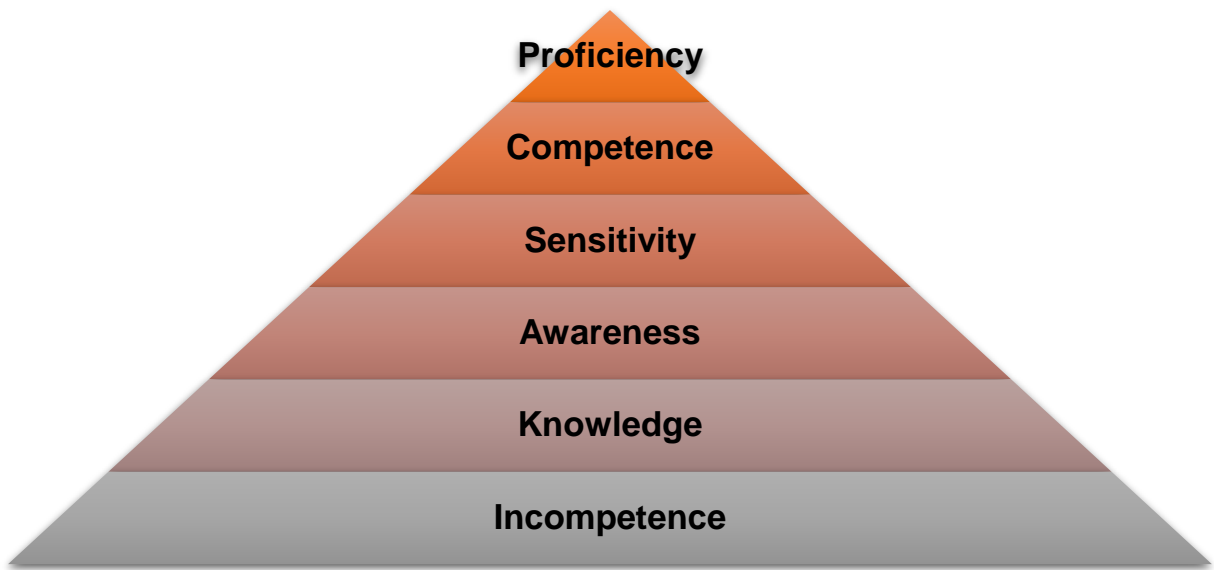 Proficiency
Competence
Sensitivity
Awareness
Knowledge
Incompetence